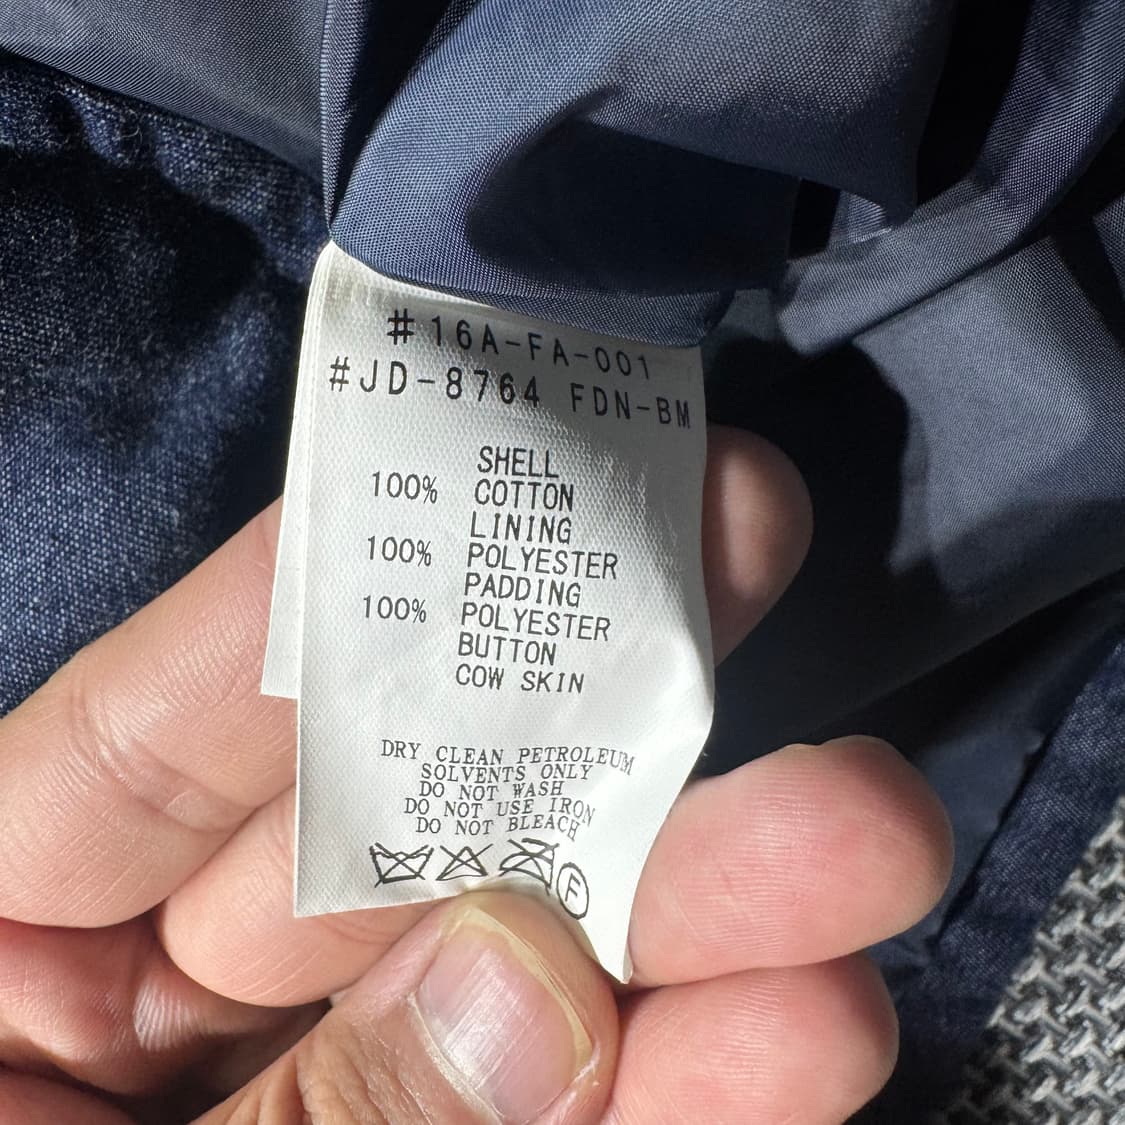 #16A-FA-001
#JD-8764 FDN-BM
SHELL
100% COTTON
LINING
100% POLYESTER
PADDING
100% POLYESTER
BUTTON
COW SKIN
DRY CLEAN PETROLEUM
SOLVENTS ONLY
DO NOT WASH
DO NOT USE IRON
DO NOT BLEACH
F